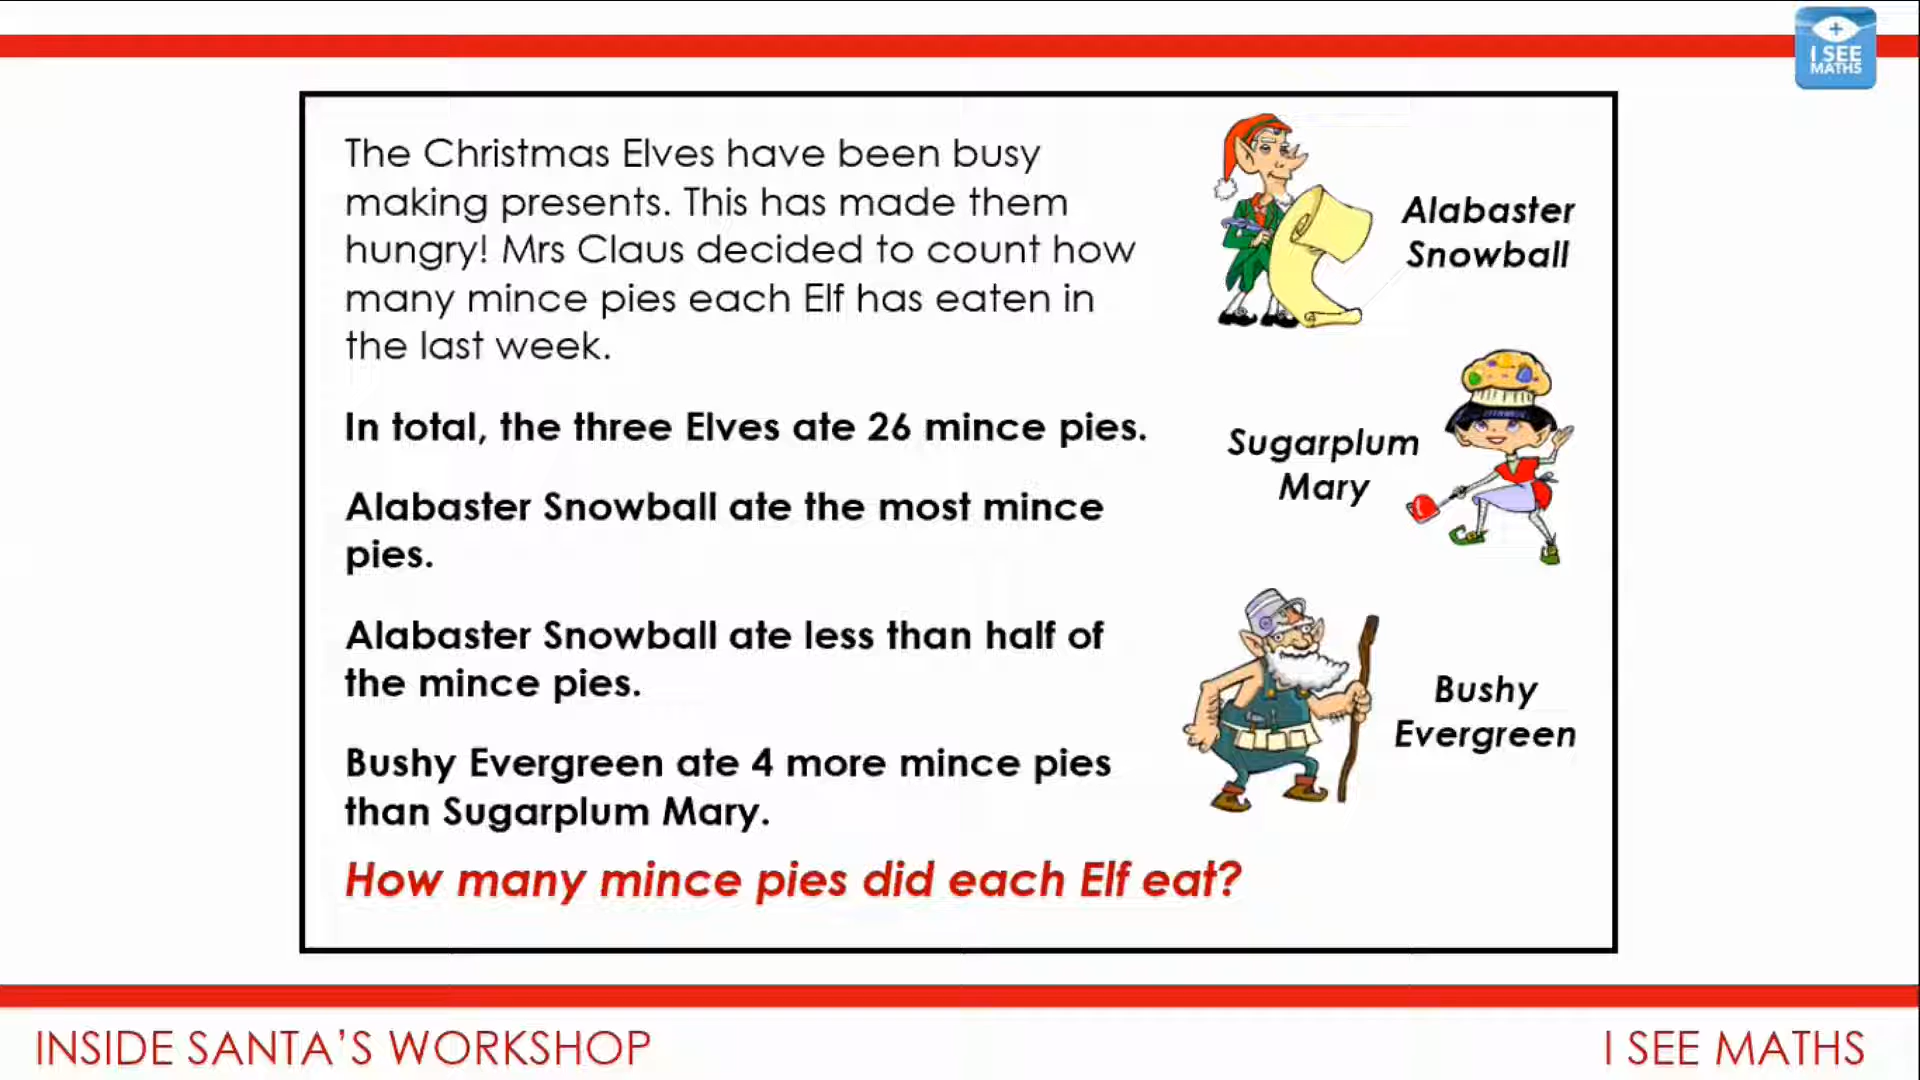 I SEE
MATHS
The Christmas Elves have been busy
making presents. This has made them
hungry! Mrs Claus decided to count how
many mince pies each Elf has eaten in
the last week.
In total, the three Elves ate 26 mince pies.
Alabaster Snowball ate the most mince
pies.
Alabaster Snowball ate less than half of
the mince pies.
Bushy Evergreen ate 4 more mince pies
than Sugarplum Mary.
How many mince pies did each Elf eat?
Alabaster
Snowball
Sugarplum
Mary
Bushy
Evergreen
INSIDE SANTA'S WORKSHOP
I SEE MATHS